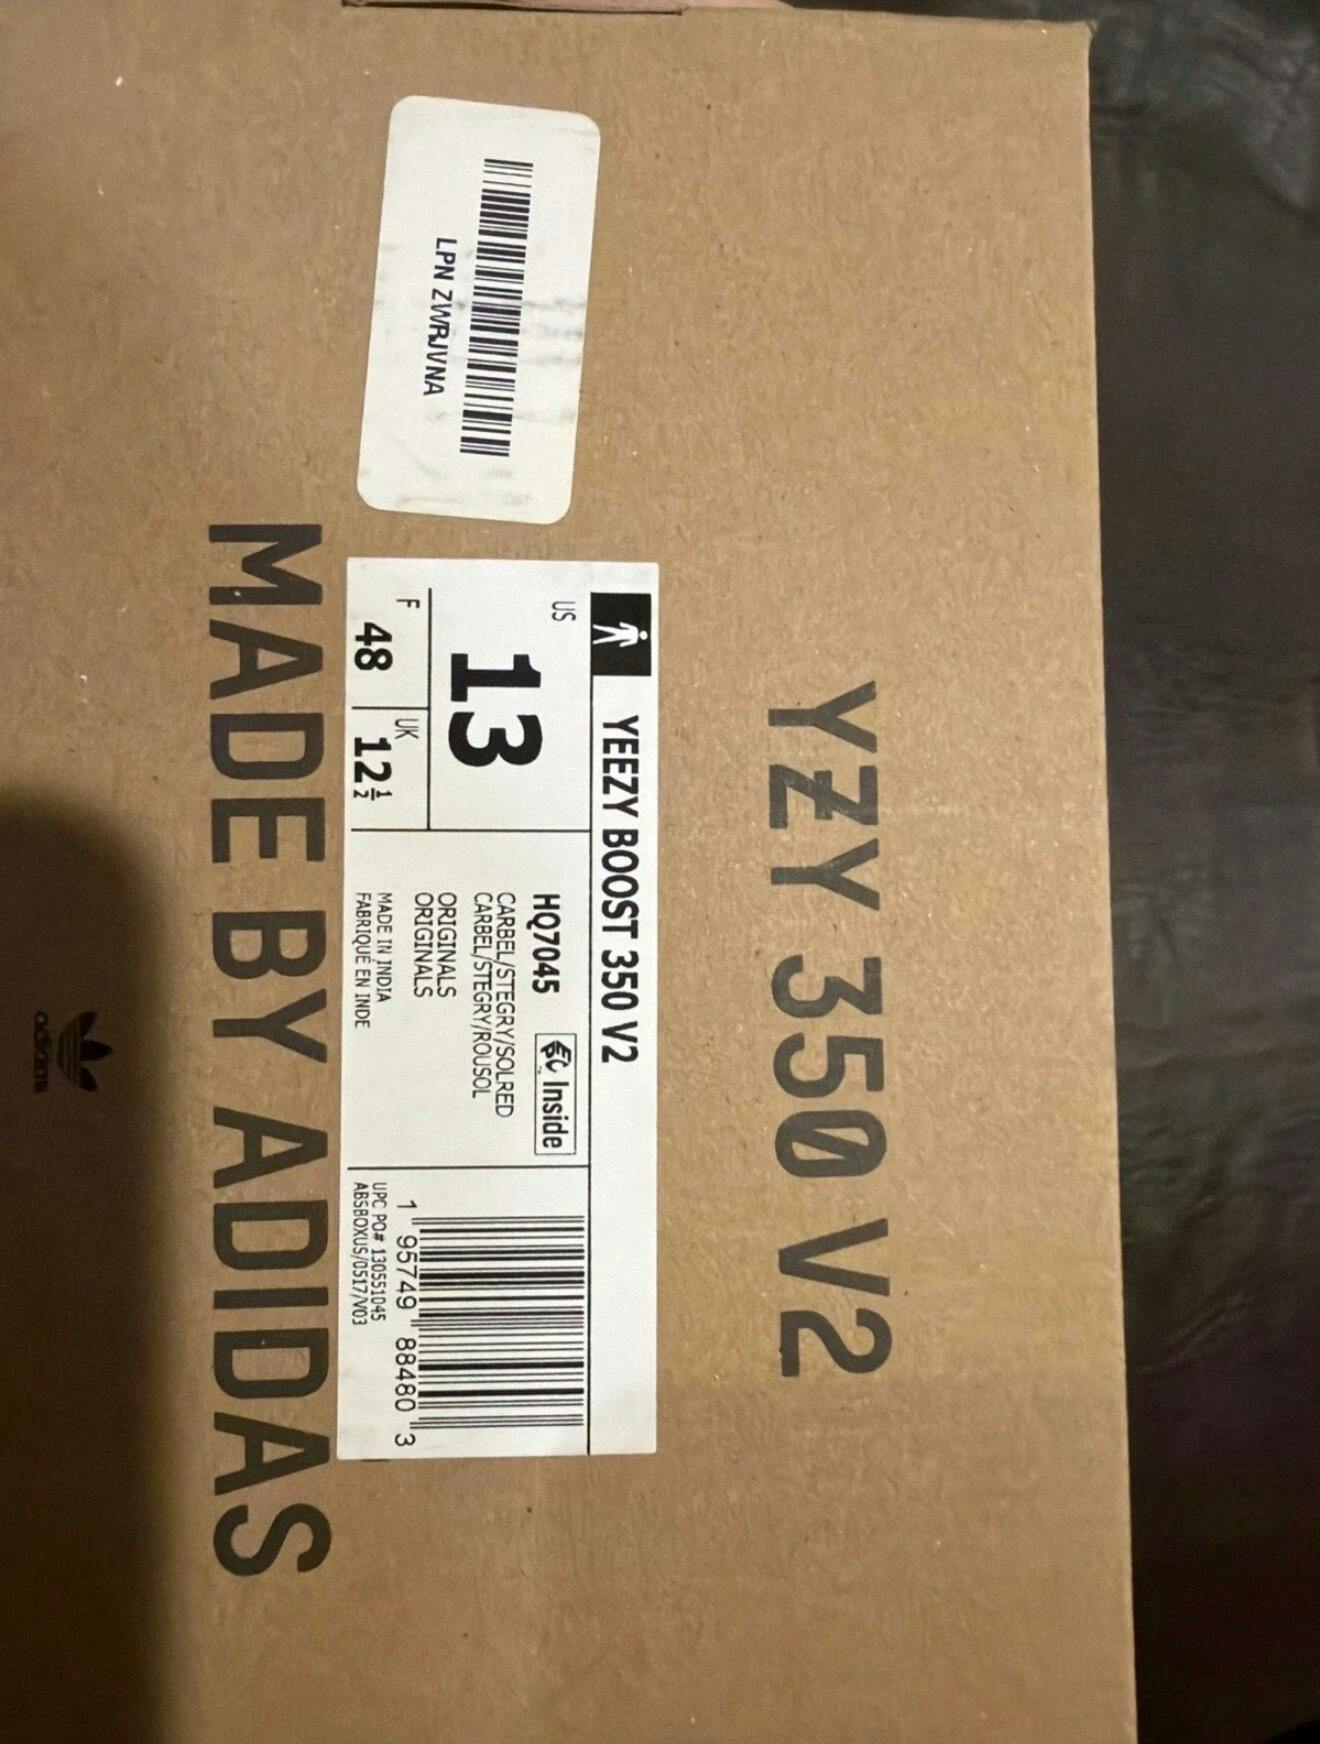 YZY 350 V2
LPN ZWRJVNA
YEEZY BOOST 350 V2
US
13
F
48
UK
12½
HQ7045
Inside
CARBEL/STEGRY/SOLRED
CARBEL/STEGRY/ROUSOL
ORIGINALS
ORIGINALS
MADE IN INDIA
FABRIQUÉ EN INDE
1 95749 88480 3
UPC PO# 130551045
ABSBOXUS/0517/V03
MADE BY ADIDAS
adidas